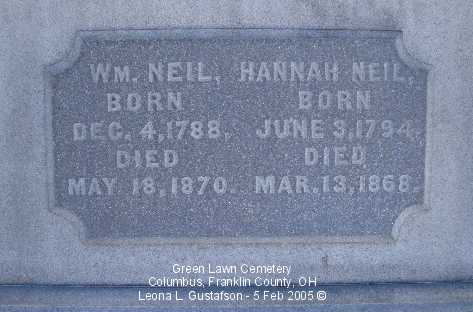 WM. NEIL,
BORN
DEC. 4, 1788,
DIED
MAY 18, 1870.
HANNAH NEIL,
BORN
JUNE 3, 1794,
DIED
MAR. 13, 1868.
Green Lawn Cemetery
Columbus, Franklin County, OH
Leona L. Gustafson - 5 Feb 2005 ©